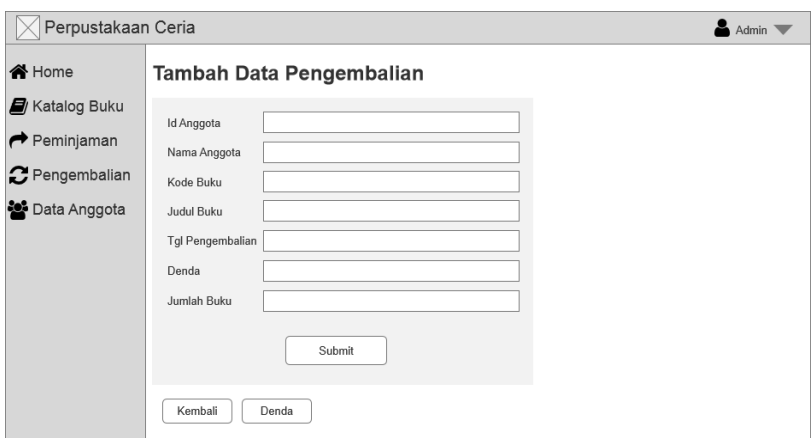 Perpustakaan Ceria
Admin
Home
Katalog Buku
Peminjaman
Pengembalian
Data Anggota
Tambah Data Pengembalian
Id Anggota
Nama Anggota
Kode Buku
Judul Buku
Tgl Pengembalian
Denda
Jumlah Buku
Submit
Kembali
Denda